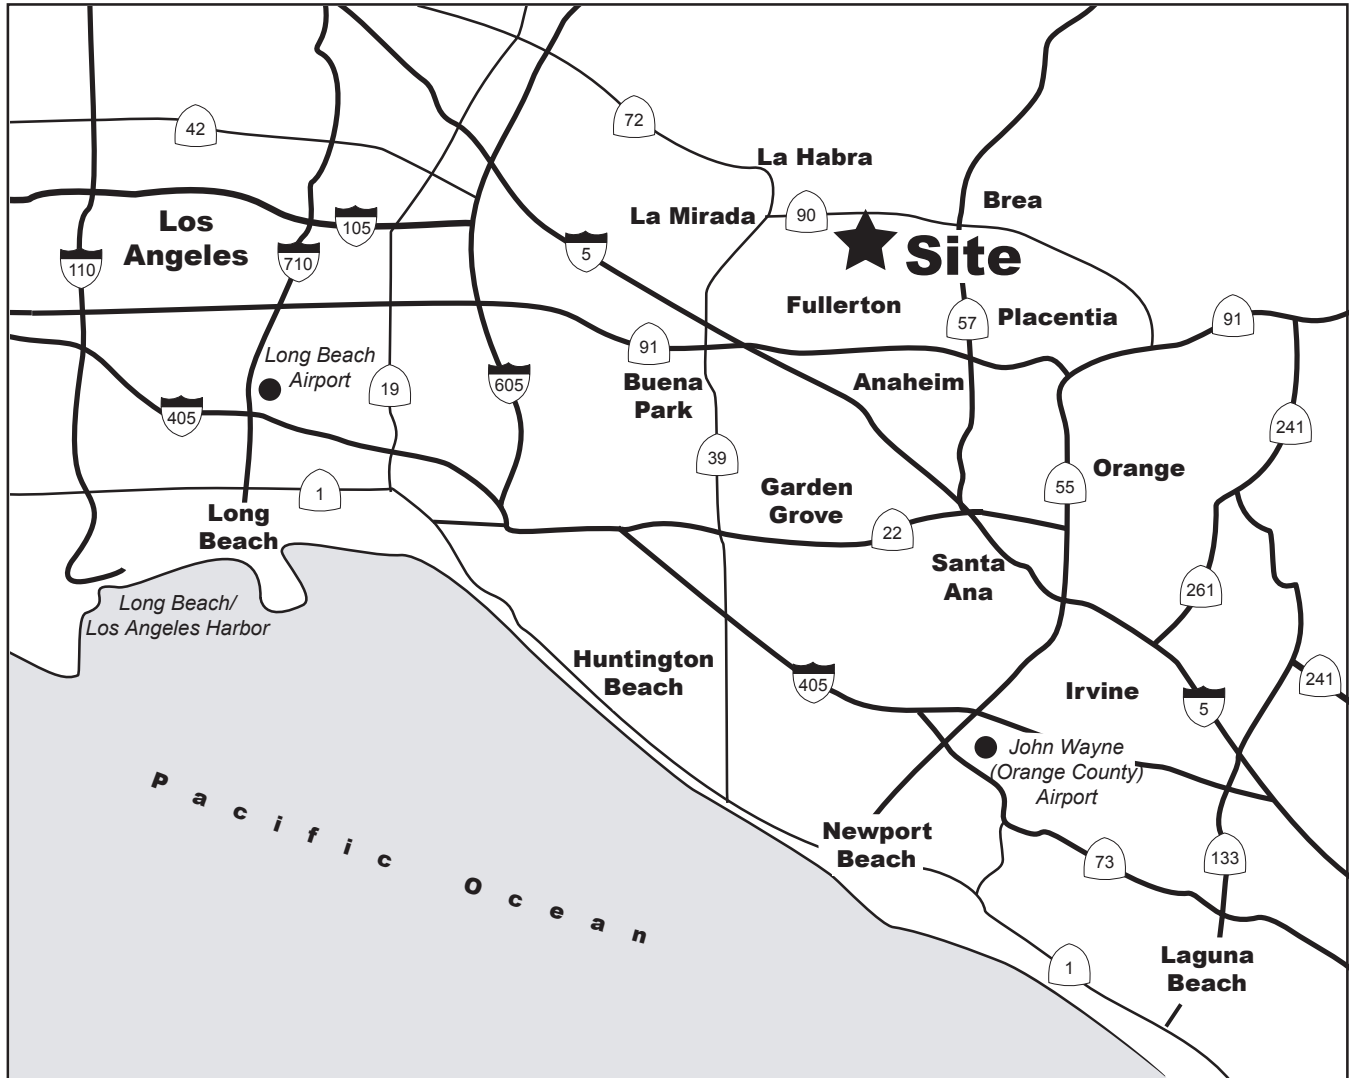 72
42
La Habra
Brea
La Mirada
90
Los
Angeles
105
5
Site
110
710
Fullerton
57
Placentia
91
91
Long Beach
Airport
19
605
Buena
Park
Anaheim
405
241
39
Orange
1
Garden
Grove
55
Long
Beach
22
Santa
Ana
261
Long Beach/
Los Angeles Harbor
Huntington
Beach
405
Irvine
241
5
John Wayne
(Orange County)
Airport
Pacific Ocean
Newport
Beach
73
133
1
Laguna
Beach